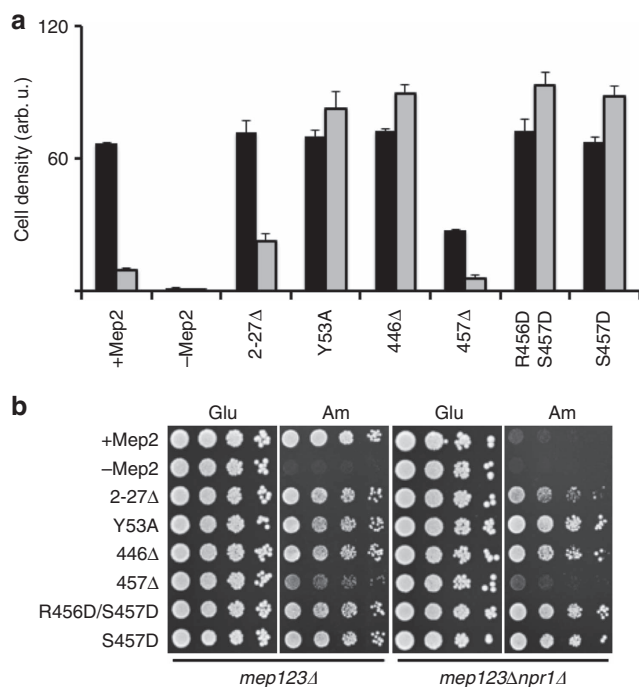 a
120
60
Cell density (arb. u.)
+Mep2
–Mep2
2-27Δ
Y53A
446Δ
457Δ
R456D
S457D
S457D
b
Glu Am Glu Am
+Mep2
–Mep2
2-27Δ
Y53A
446Δ
457Δ
R456D/S457D
S457D
mep123Δ mep123Δnpr1Δ